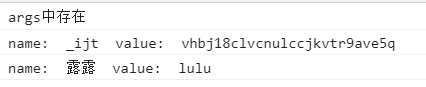 args中存在
name:  _ijt  value:  vhbj18clvcnulccjkvtr9ave5q
name:  露露  value:  lulu